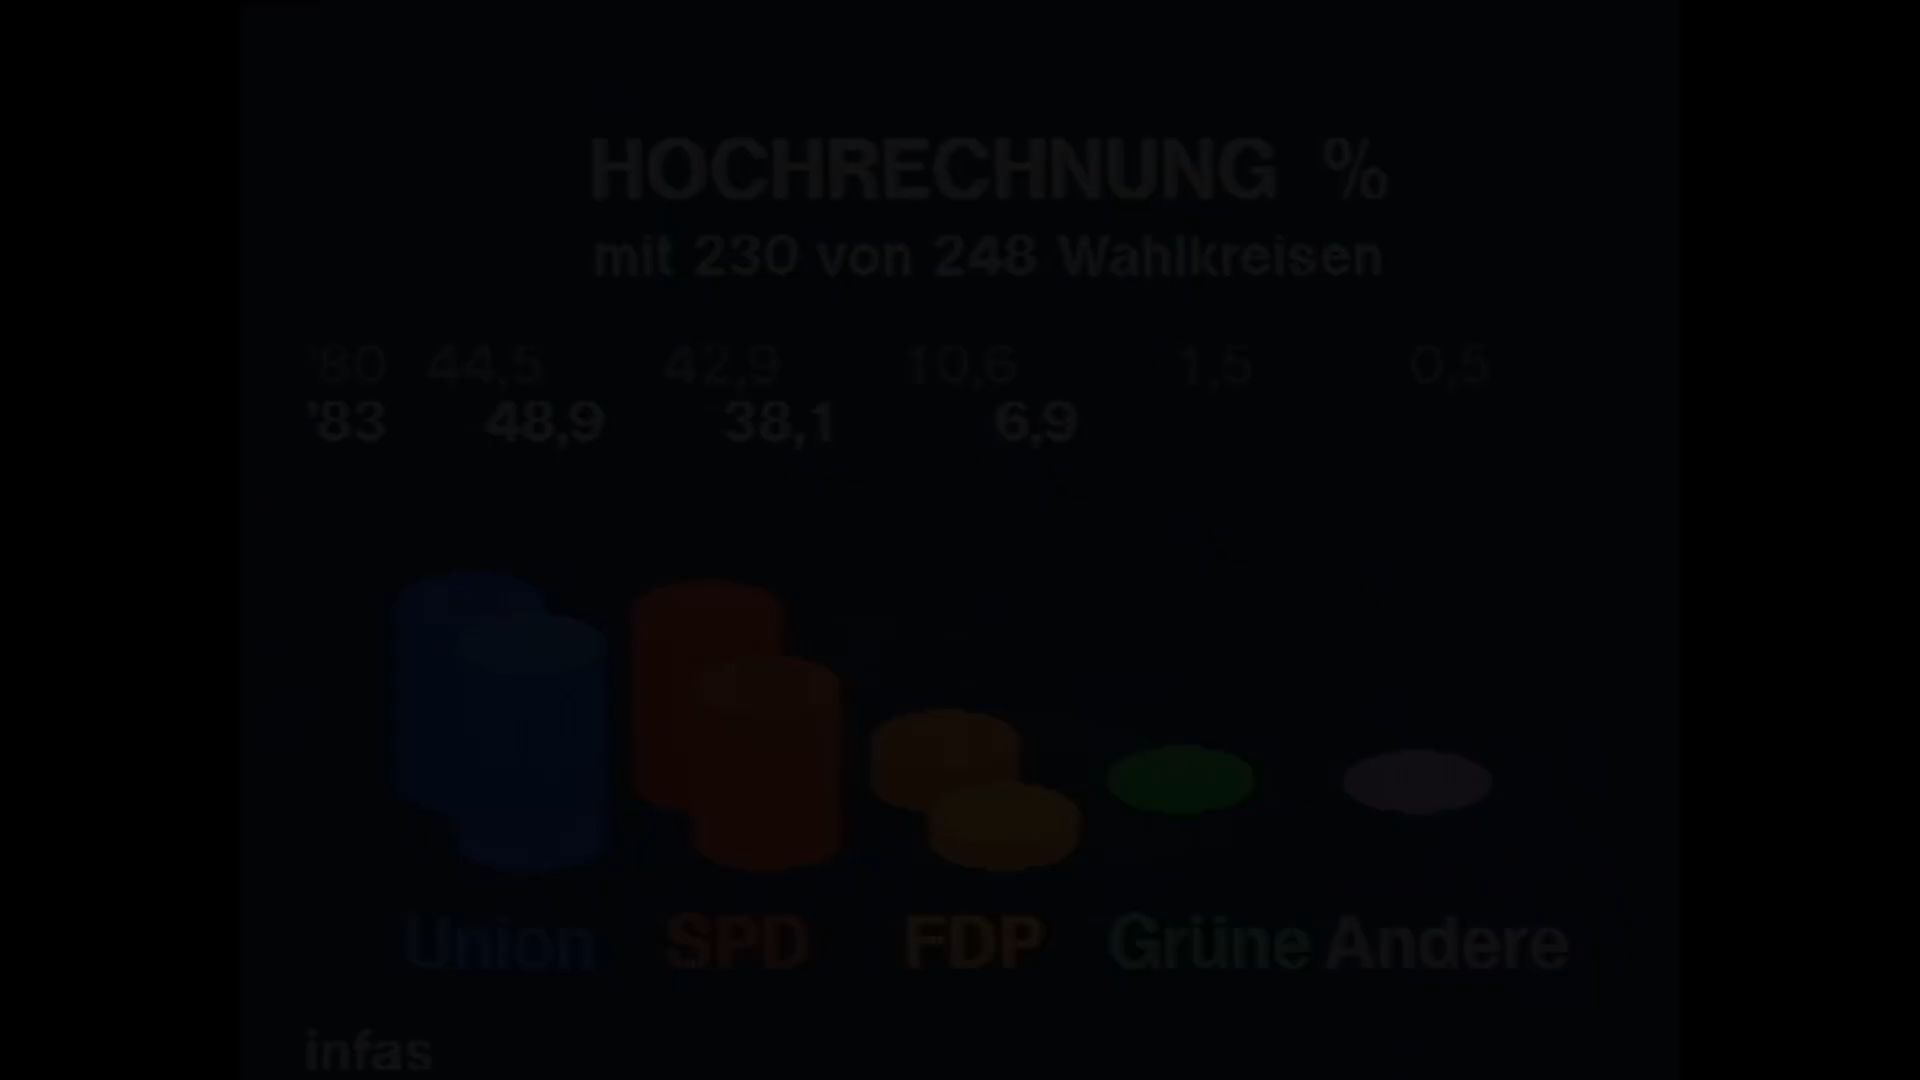 HOCHRECHNUNG %
mit 230 von 248 Wahlkreisen
'80 44,5 42,9 10,6 1,5 0,5
'83 48,9 38,1 6,9
Union SPD FDP Grüne Andere
infas